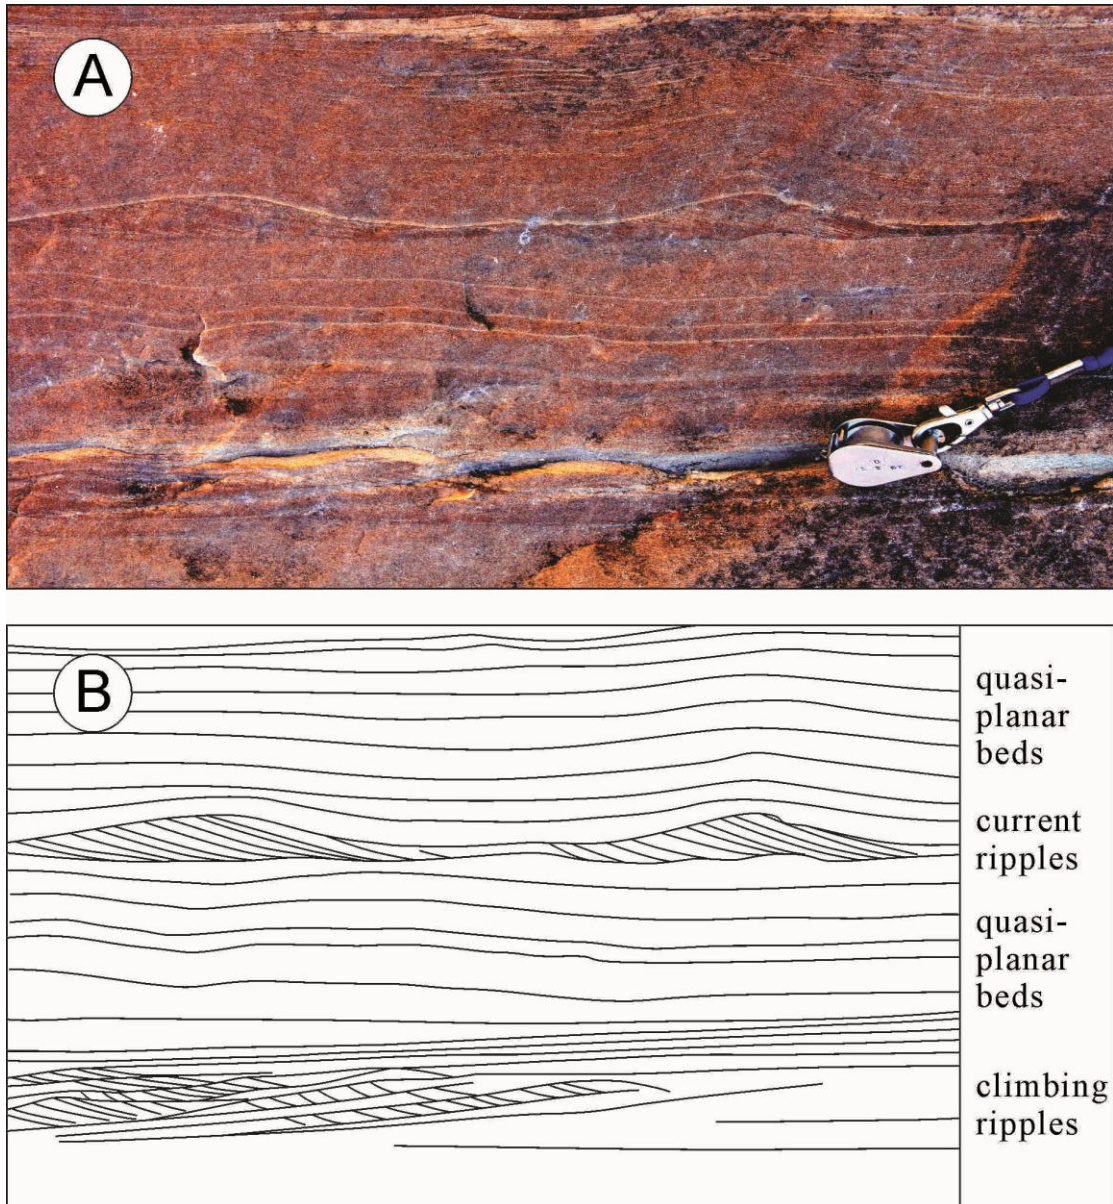 A
B
quasi-
planar
beds
current
ripples
quasi-
planar
beds
climbing
ripples